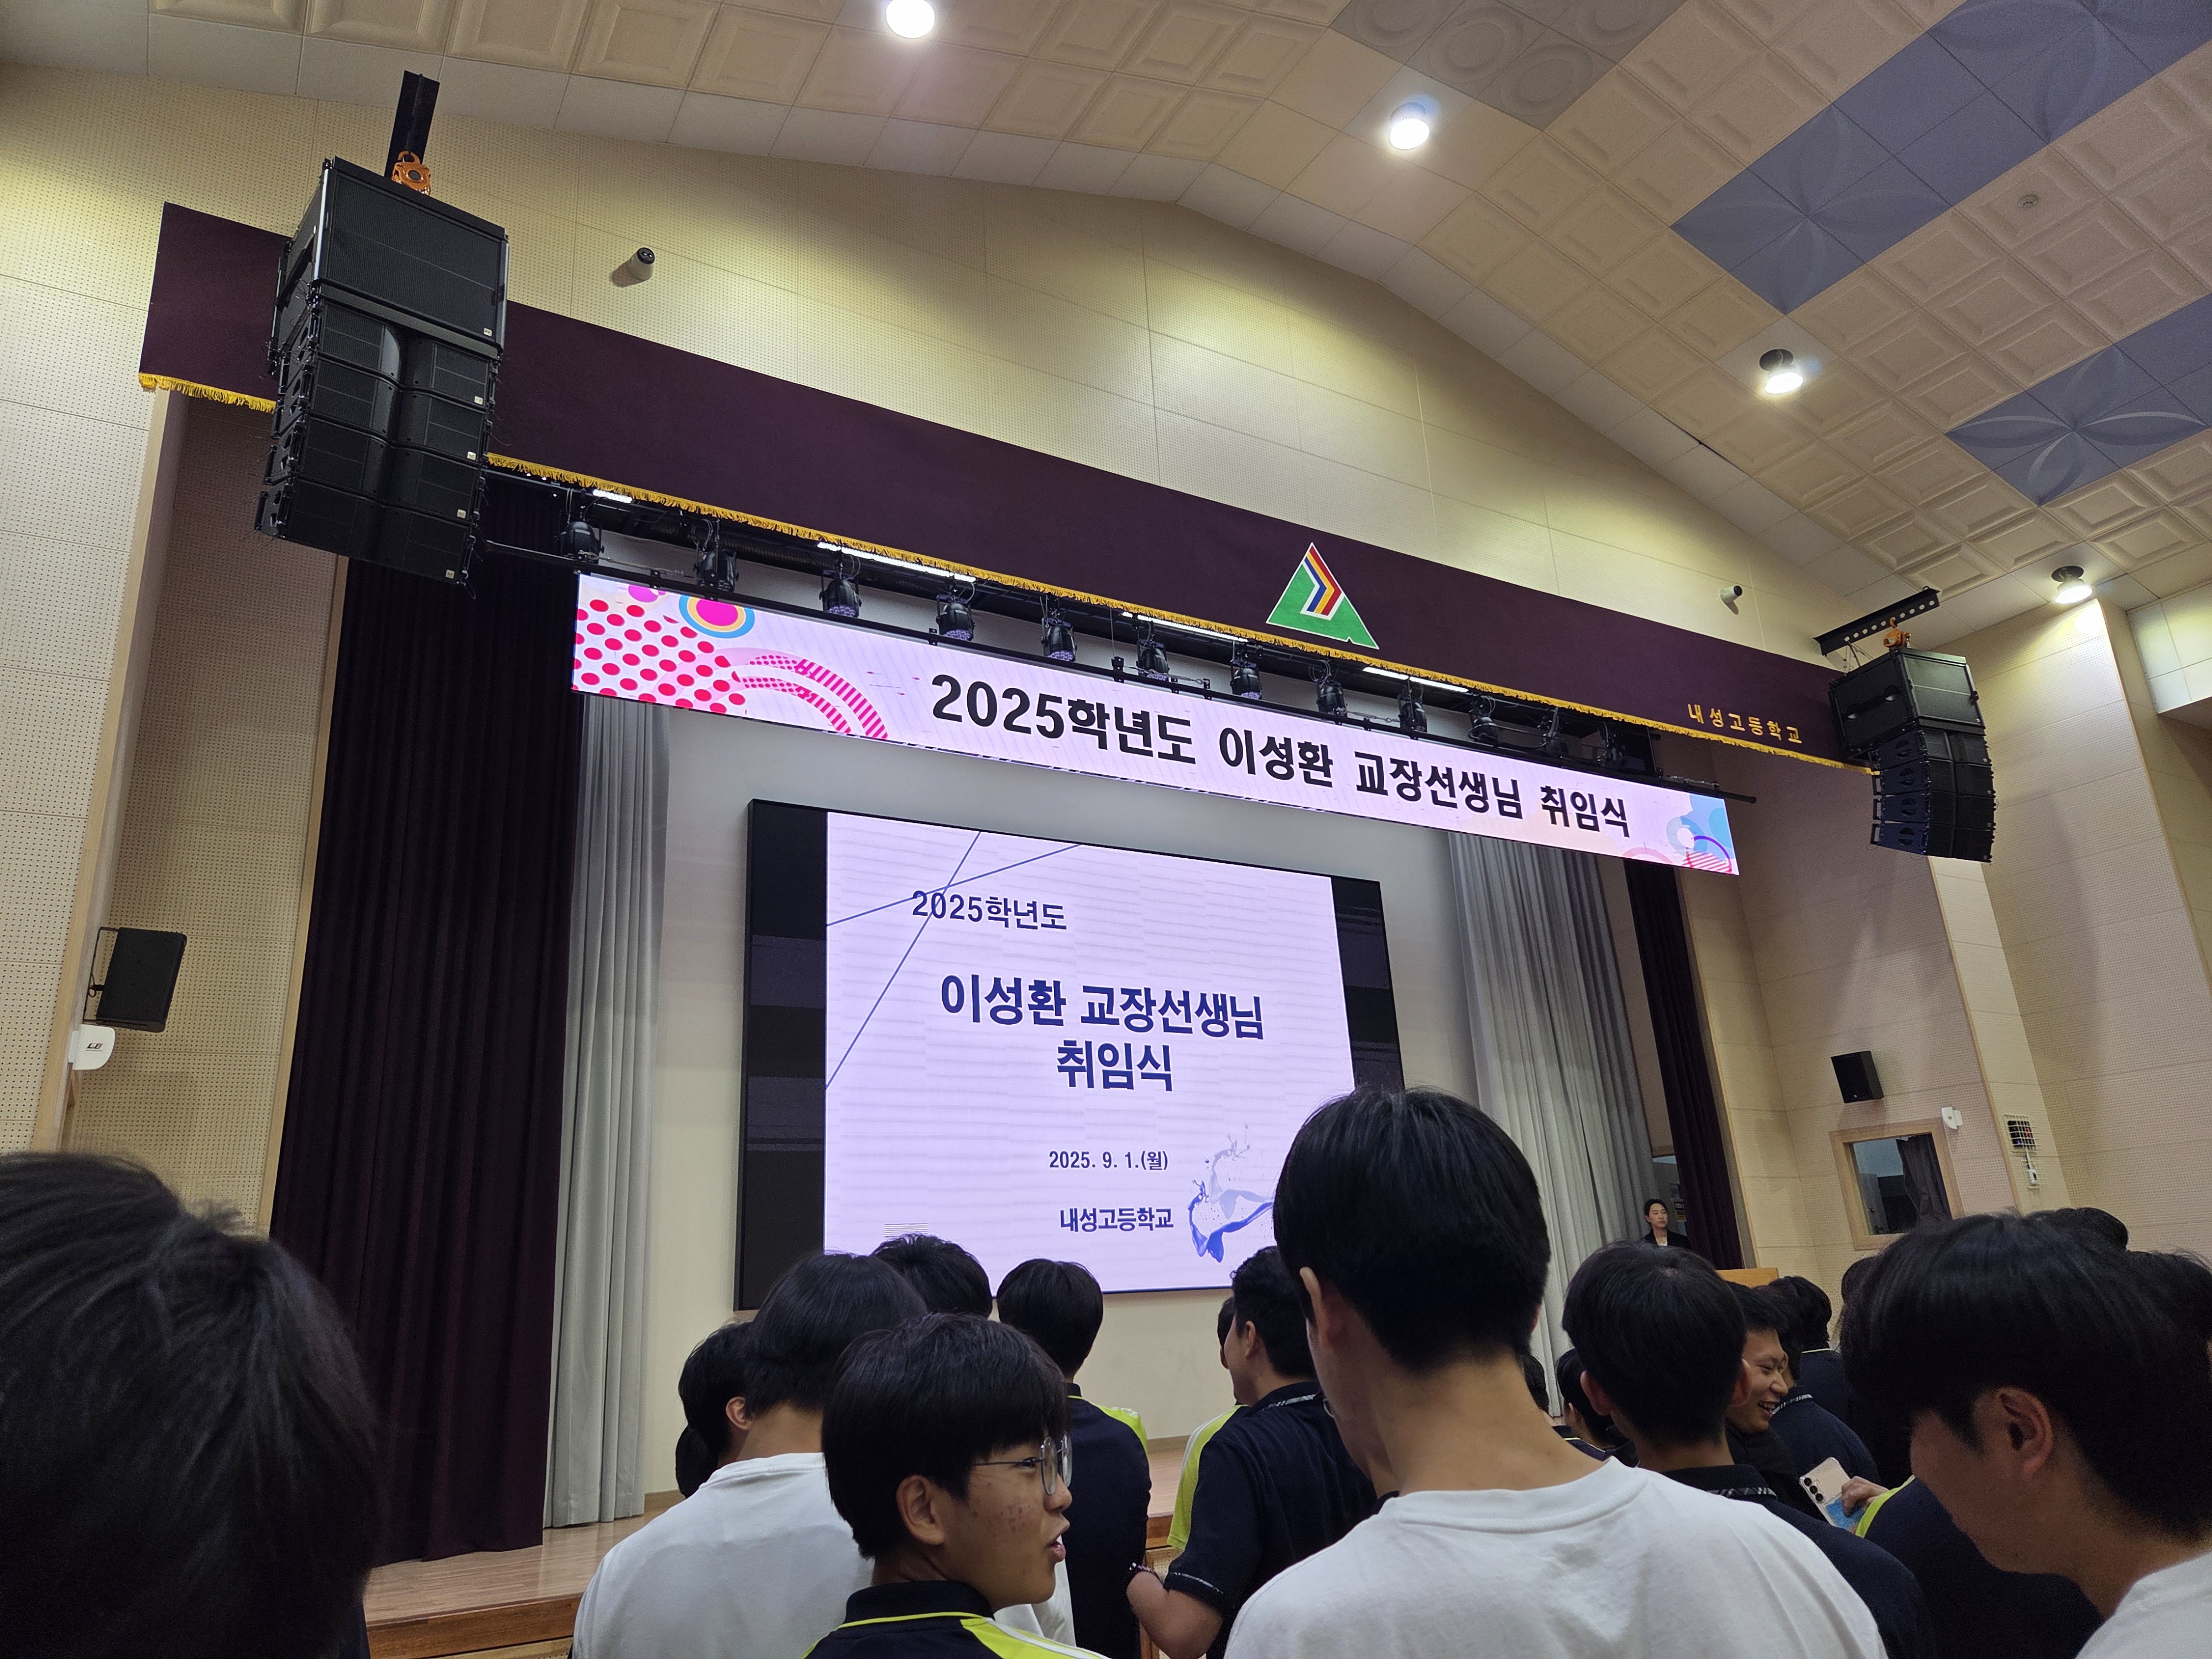 내성고등학교
2025학년도 이성환 교장선생님 취임식
2025학년도
이성환 교장선생님
취임식
2025. 9. 1.(월)
내성고등학교